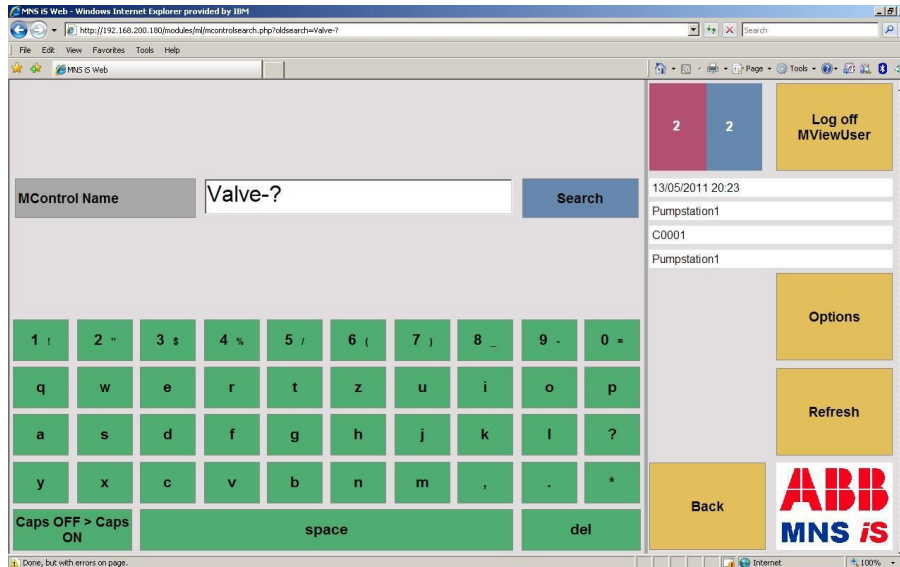 MNS iS Web - Windows Internet Explorer provided by IBM
http://192.168.200.180/modules/ml/mcontrolsearch.php?oldsearch=Valve-?
Search
File Edit View Favorites Tools Help
MNS iS Web
Page Tools
2 2
Log off
MViewUser
MControl Name
Valve-?
Search
13/05/2011 20:23
Pumpstation1
C0001
Pumpstation1
Options
1 ! 2 " 3 $ 4 % 5 / 6 ( 7 ) 8 _ 9 - 0 =
q w e r t z u i o p
Refresh
a s d f g h j k l ?
y x c v b n m , . *
Back
ABB
MNS iS
Caps OFF > Caps
ON
space
del
Done, but with errors on page.
Internet
100%